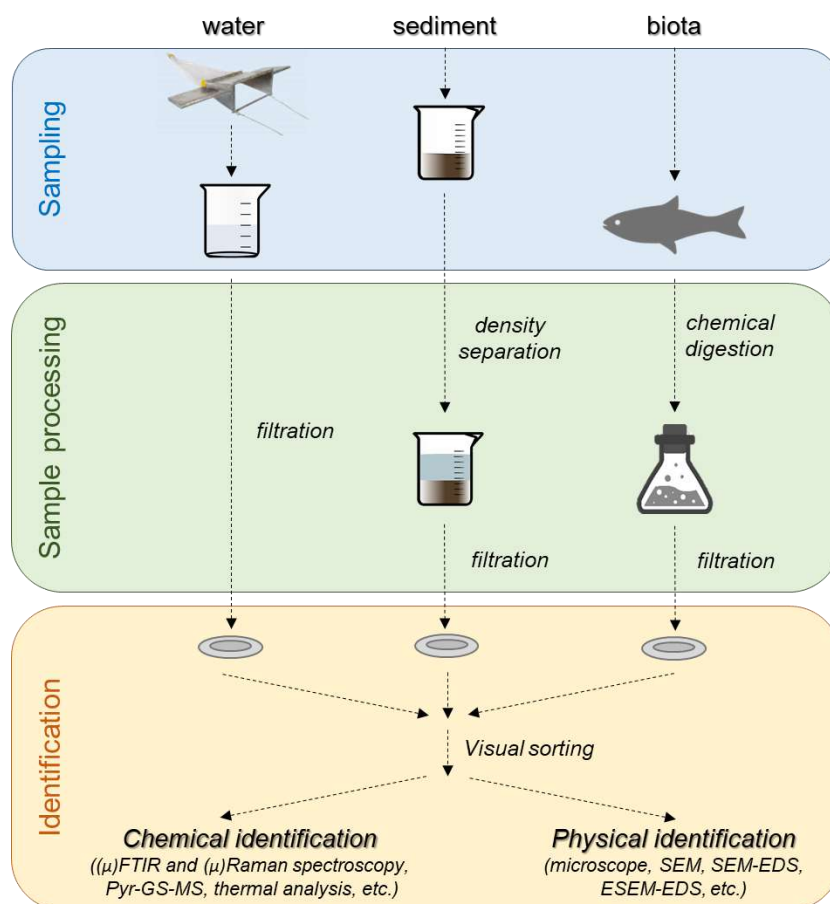 water
sediment
biota
Sampling
Sample processing
density
separation
chemical
digestion
filtration
filtration
filtration
Identification
Visual sorting
Chemical identification
((μ)FTIR and (μ)Raman spectroscopy,
Pyr-GS-MS, thermal analysis, etc.)
Physical identification
(microscope, SEM, SEM-EDS,
ESEM-EDS, etc.)